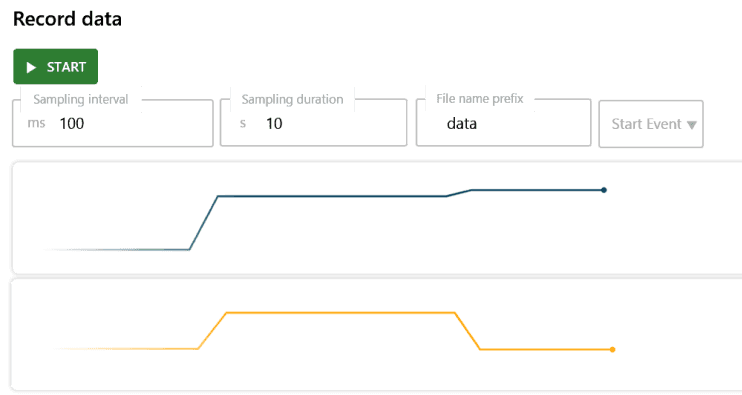 Record data
START
Sampling interval
Sampling duration
File name prefix
ms 100
s 10
data
Start Event